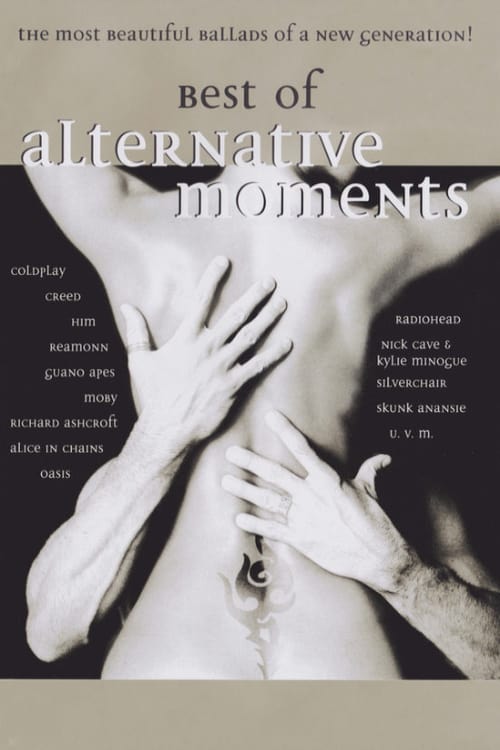 THE MOST BEAUTIFUL BALLADS OF A NEW GENERATION!
BEST OF
ALTERNATIVE
MOMENTS
COLDPLAY
CREED
HIM
REAMONN
GUANO APES
MOBY
RICHARD ASHCROFT
ALICE IN CHAINS
OASIS
RADIOHEAD
NICK CAVE &
KYLIE MINOGUE
SILVERCHAIR
SKUNK ANANSIE
U. V. M.